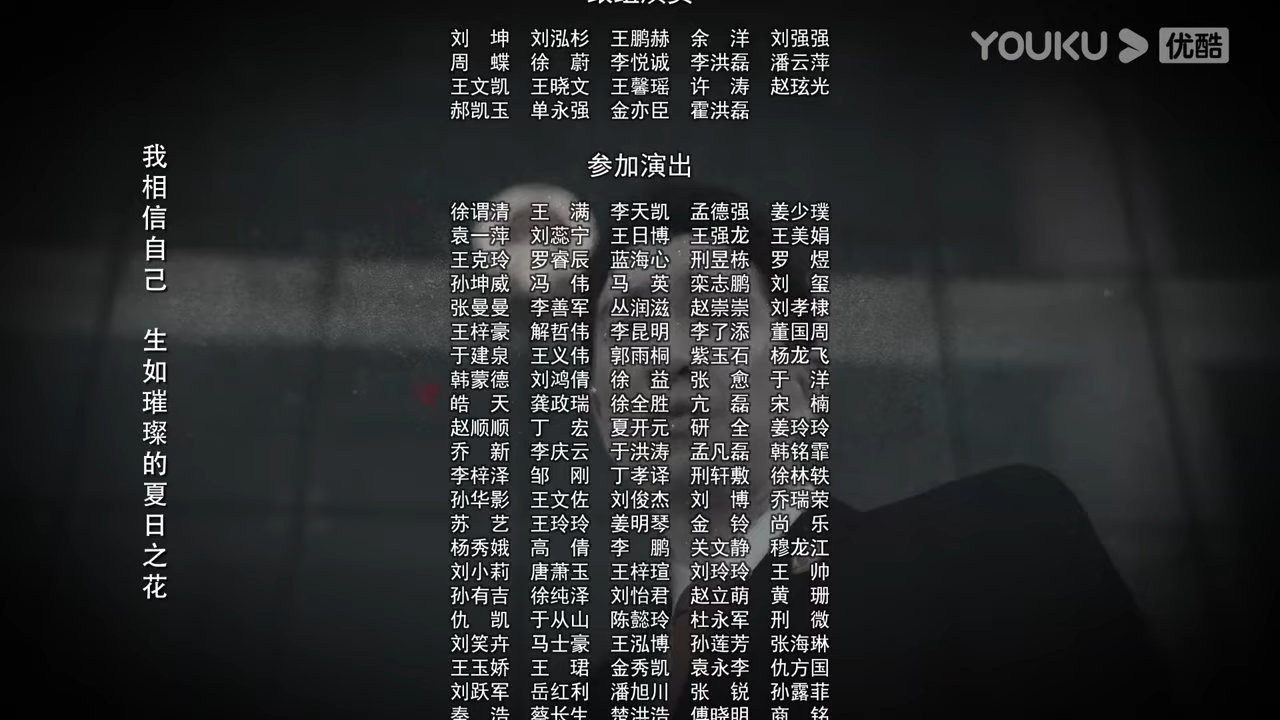 YOUKU 优酷
刘 坤 刘泓杉 王鹏赫 余 洋 刘强强
周 蝶 徐 蔚 李悦诚 李洪磊 潘云萍
王文凯 王晓文 王馨瑶 许 涛 赵玹光
郝凯玉 单永强 金亦臣 霍洪磊
参加演出
徐谓清 王 满 李天凯 孟德强 姜少璞
袁一萍 刘蕊宁 王日博 王强龙 王美娟
王克玲 罗睿辰 蓝海心 刑昱栋 罗 煜
孙坤威 冯 伟 马 英 栾志鹏 刘 玺
张曼曼 李善军 丛润滋 赵崇崇 刘孝棣
王梓豪 解哲伟 李昆明 李了添 董国周
于建泉 王义伟 郭雨桐 紫玉石 杨龙飞
韩蒙德 刘鸿倩 徐 益 张 愈 于 洋
皓 天 龚政瑞 徐全胜 亢 磊 宋 楠
赵顺顺 丁 宏 夏开元 研 全 姜玲玲
乔 新 李庆云 于洪涛 孟凡磊 韩铭霏
李梓泽 邹 刚 丁孝译 刑轩敷 徐林轶
孙华影 王文佐 刘俊杰 刘 博 乔瑞荣
苏 艺 王玲玲 姜明琴 金 铃 尚 乐
杨秀娥 高 倩 李 鹏 关文静 穆龙江
刘小莉 唐萧玉 王梓瑄 刘玲玲 王 帅
孙有吉 徐纯泽 刘怡君 赵立萌 黄 珊
仇 凯 于从山 陈懿玲 杜永军 刑 微
刘笑卉 马士豪 王泓博 孙莲芳 张海琳
王玉娇 王 珺 金秀凯 袁永李 仇方国
刘跃军 岳红利 潘旭川 张 锐 孙露菲
秦 浩 蔡长生 楚洪浩 傅晓明 商 铭
我相信自己 生如璀璨的夏日之花